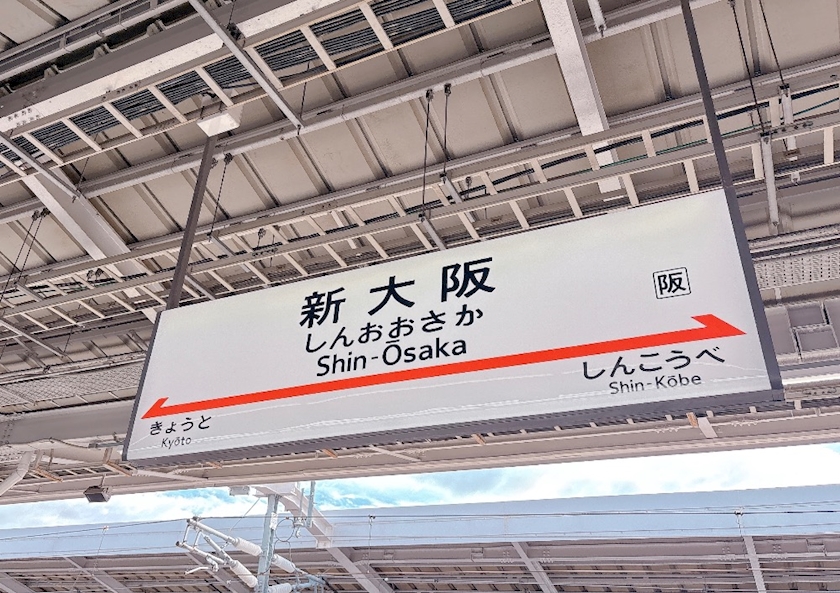 新大阪
しんおおさか
Shin-Ōsaka
阪
きょうと
Kyōto
しんこうべ
Shin-Kōbe